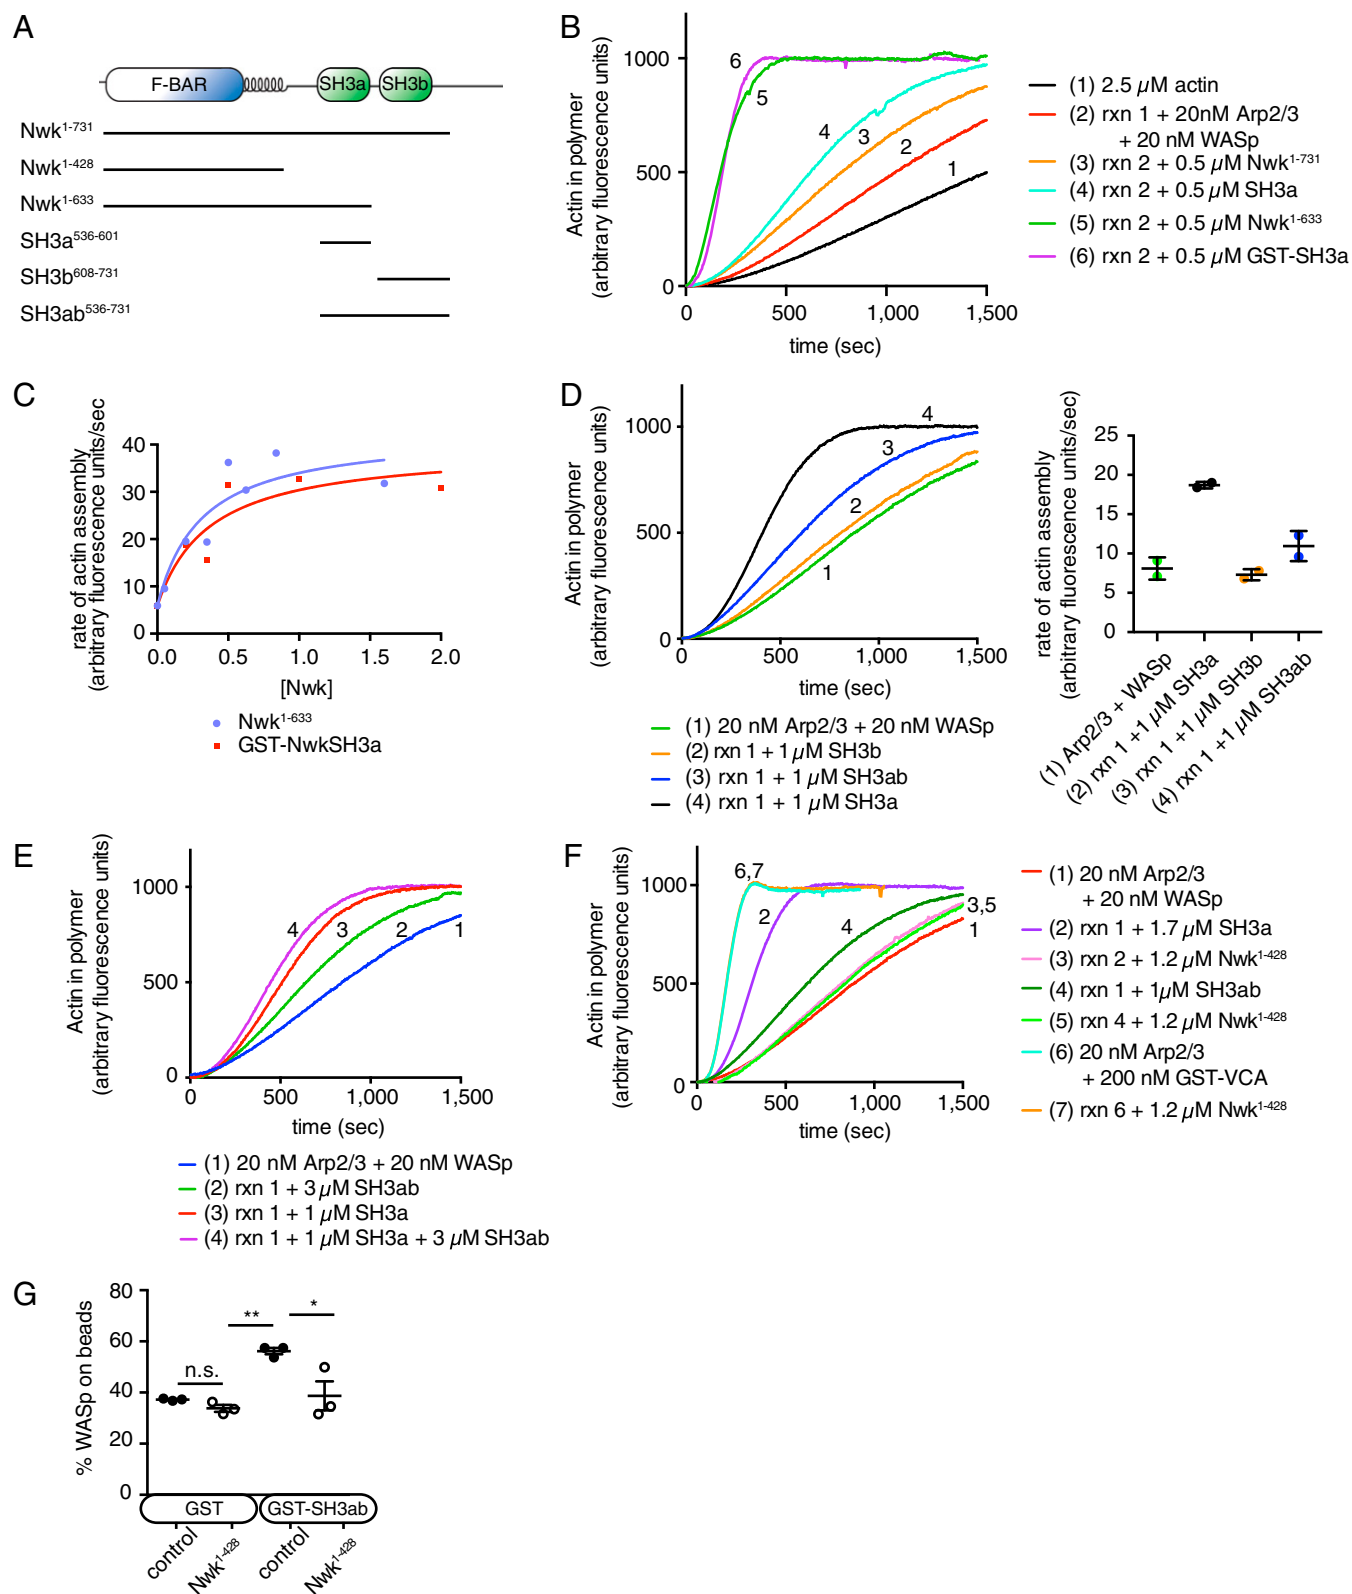 A
F-BAR
SH3a
SH3b
Nwk1-731
Nwk1-428
Nwk1-633
SH3a536-601
SH3b608-731
SH3ab536-731
B
Actin in polymer
(arbitrary fluorescence units)
1000
500
0
0
500
1,000
1,500
time (sec)
6
5
4
3
2
1
(1) 2.5 µM actin
(2) rxn 1 + 20nM Arp2/3
+ 20 nM WASp
(3) rxn 2 + 0.5 µM Nwk1-731
(4) rxn 2 + 0.5 µM SH3a
(5) rxn 2 + 0.5 µM Nwk1-633
(6) rxn 2 + 0.5 µM GST-SH3a
C
rate of actin assembly
(arbitrary fluorescence units/sec
40
30
20
10
0
0.0
0.5
1.0
1.5
2.0
[Nwk]
Nwk1-633
GST-NwkSH3a
D
Actin in polymer
(arbitrary fluorescence units)
1000
500
0
0
500
1,000
1,500
time (sec)
4
3
2
1
(1) 20 nM Arp2/3 + 20 nM WASp
(2) rxn 1 + 1 µM SH3b
(3) rxn 1 + 1 µM SH3ab
(4) rxn 1 + 1 µM SH3a
rate of actin assembly
(arbitrary fluorescence units/sec)
25
20
15
10
5
0
(1) Arp2/3 + WASp
(2) rxn 1 +1 µM SH3a
(3) rxn 1 +1 µM SH3b
(4) rxn 1 +1 µM SH3ab
E
Actin in polymer
(arbitrary fluorescence units)
1000
500
0
0
500
1,000
1,500
time (sec)
4
3
2
1
(1) 20 nM Arp2/3 + 20 nM WASp
(2) rxn 1 + 3 µM SH3ab
(3) rxn 1 + 1 µM SH3a
(4) rxn 1 + 1 µM SH3a + 3 µM SH3ab
F
Actin in polymer
(arbitrary fluorescence units)
1000
500
0
0
500
1,000
1,500
time (sec)
6,7
2
4
3,5
1
(1) 20 nM Arp2/3
+ 20 nM WASp
(2) rxn 1 + 1.7 µM SH3a
(3) rxn 2 + 1.2 µM Nwk1-428
(4) rxn 1 + 1µM SH3ab
(5) rxn 4 + 1.2 µM Nwk1-428
(6) 20 nM Arp2/3
+ 200 nM GST-VCA
(7) rxn 6 + 1.2 µM Nwk1-428
G
% WASp on beads
80
60
40
20
0
n.s.
**
*
GST
GST-SH3ab
control
Nwk1-428
control
Nwk1-428